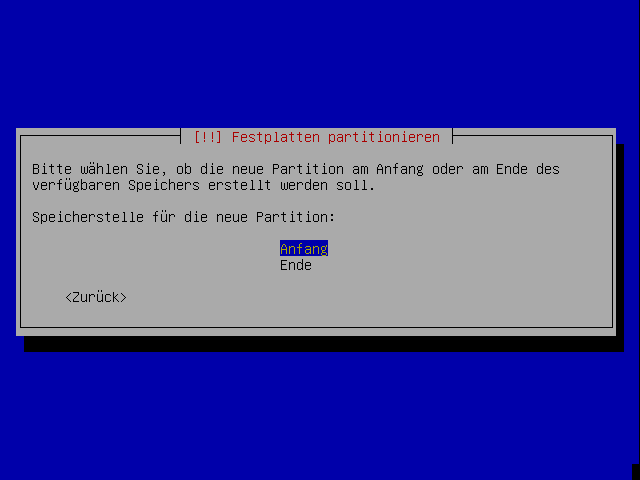 [!!] Festplatten partitionieren
Bitte wählen Sie, ob die neue Partition am Anfang oder am Ende des
verfügbaren Speichers erstellt werden soll.
Speicherstelle für die neue Partition:
Anfang
Ende
<Zurück>